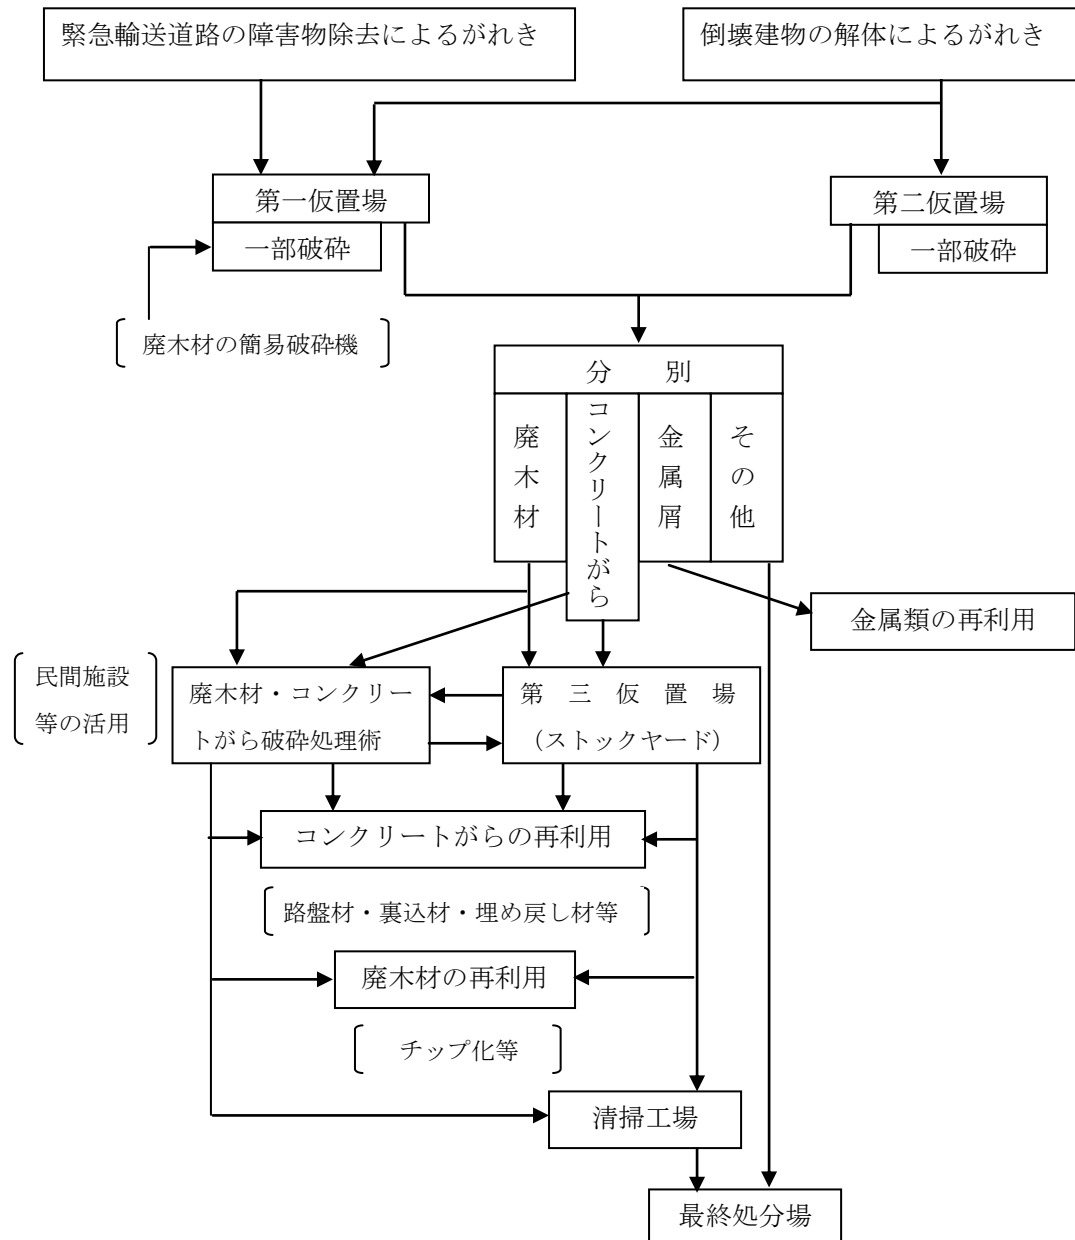 緊急輸送道路の障害物除去によるがれき
倒壊建物の解体によるがれき
第一仮置場
第二仮置場
一部破砕
一部破砕
廃木材の簡易破砕機
分別
廃木材
コンクリートがら
金属屑
その他
金属類の再利用
民間施設
等の活用
廃木材・コンクリー
トがら破砕処理術
第三仮置場
（ストックヤード）
コンクリートがらの再利用
路盤材・裏込材・埋め戻し材等
廃木材の再利用
チップ化等
清掃工場
最終処分場